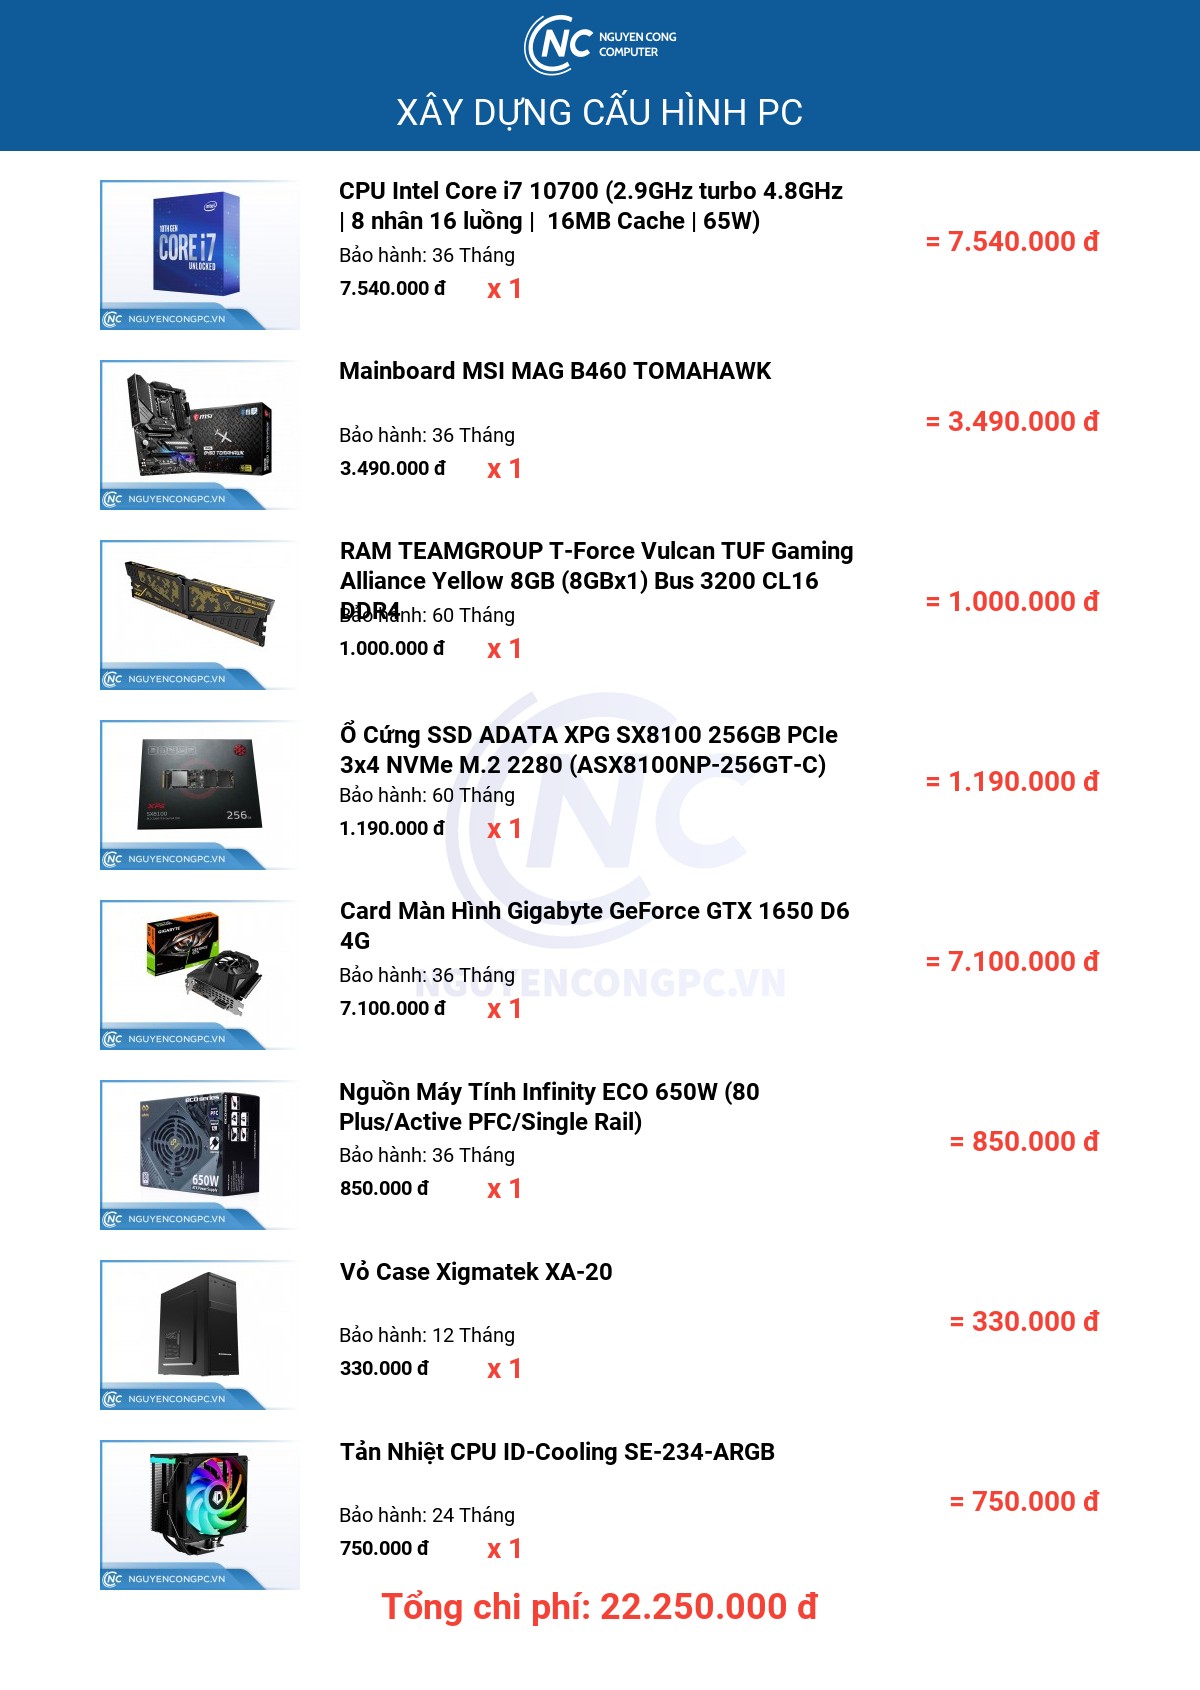 NC NGUYEN CONG
COMPUTER
XÂY DỰNG CẤU HÌNH PC
CPU Intel Core i7 10700 (2.9GHz turbo 4.8GHz
| 8 nhân 16 luồng | 16MB Cache | 65W)
Bảo hành: 36 Tháng
7.540.000 đ x 1
= 7.540.000 đ
intel
10TH GEN
CORE i7
UNLOCKED
NC NGUYENCONGPC.VN
Mainboard MSI MAG B460 TOMAHAWK
Bảo hành: 36 Tháng
3.490.000 đ x 1
= 3.490.000 đ
msi
B460 TOMAHAWK
NC NGUYENCONGPC.VN
RAM TEAMGROUP T-Force Vulcan TUF Gaming
Alliance Yellow 8GB (8GBx1) Bus 3200 CL16
DDR4
Bảo hành: 60 Tháng
1.000.000 đ x 1
= 1.000.000 đ
NC NGUYENCONGPC.VN
Ổ Cứng SSD ADATA XPG SX8100 256GB PCIe
3x4 NVMe M.2 2280 (ASX8100NP-256GT-C)
Bảo hành: 60 Tháng
1.190.000 đ x 1
= 1.190.000 đ
XPG
SX8100
256
NC NGUYENCONGPC.VN
NC
NGUYENCONGPC.VN
Card Màn Hình Gigabyte GeForce GTX 1650 D6
4G
Bảo hành: 36 Tháng
7.100.000 đ x 1
= 7.100.000 đ
GIGABYTE
NC NGUYENCONGPC.VN
Nguồn Máy Tính Infinity ECO 650W (80
Plus/Active PFC/Single Rail)
Bảo hành: 36 Tháng
850.000 đ x 1
= 850.000 đ
eco series
PFC
650W
NC NGUYENCONGPC.VN
Vỏ Case Xigmatek XA-20
Bảo hành: 12 Tháng
330.000 đ x 1
= 330.000 đ
NC NGUYENCONGPC.VN
Tản Nhiệt CPU ID-Cooling SE-234-ARGB
Bảo hành: 24 Tháng
750.000 đ x 1
= 750.000 đ
NC NGUYENCONGPC.VN
Tổng chi phí: 22.250.000 đ